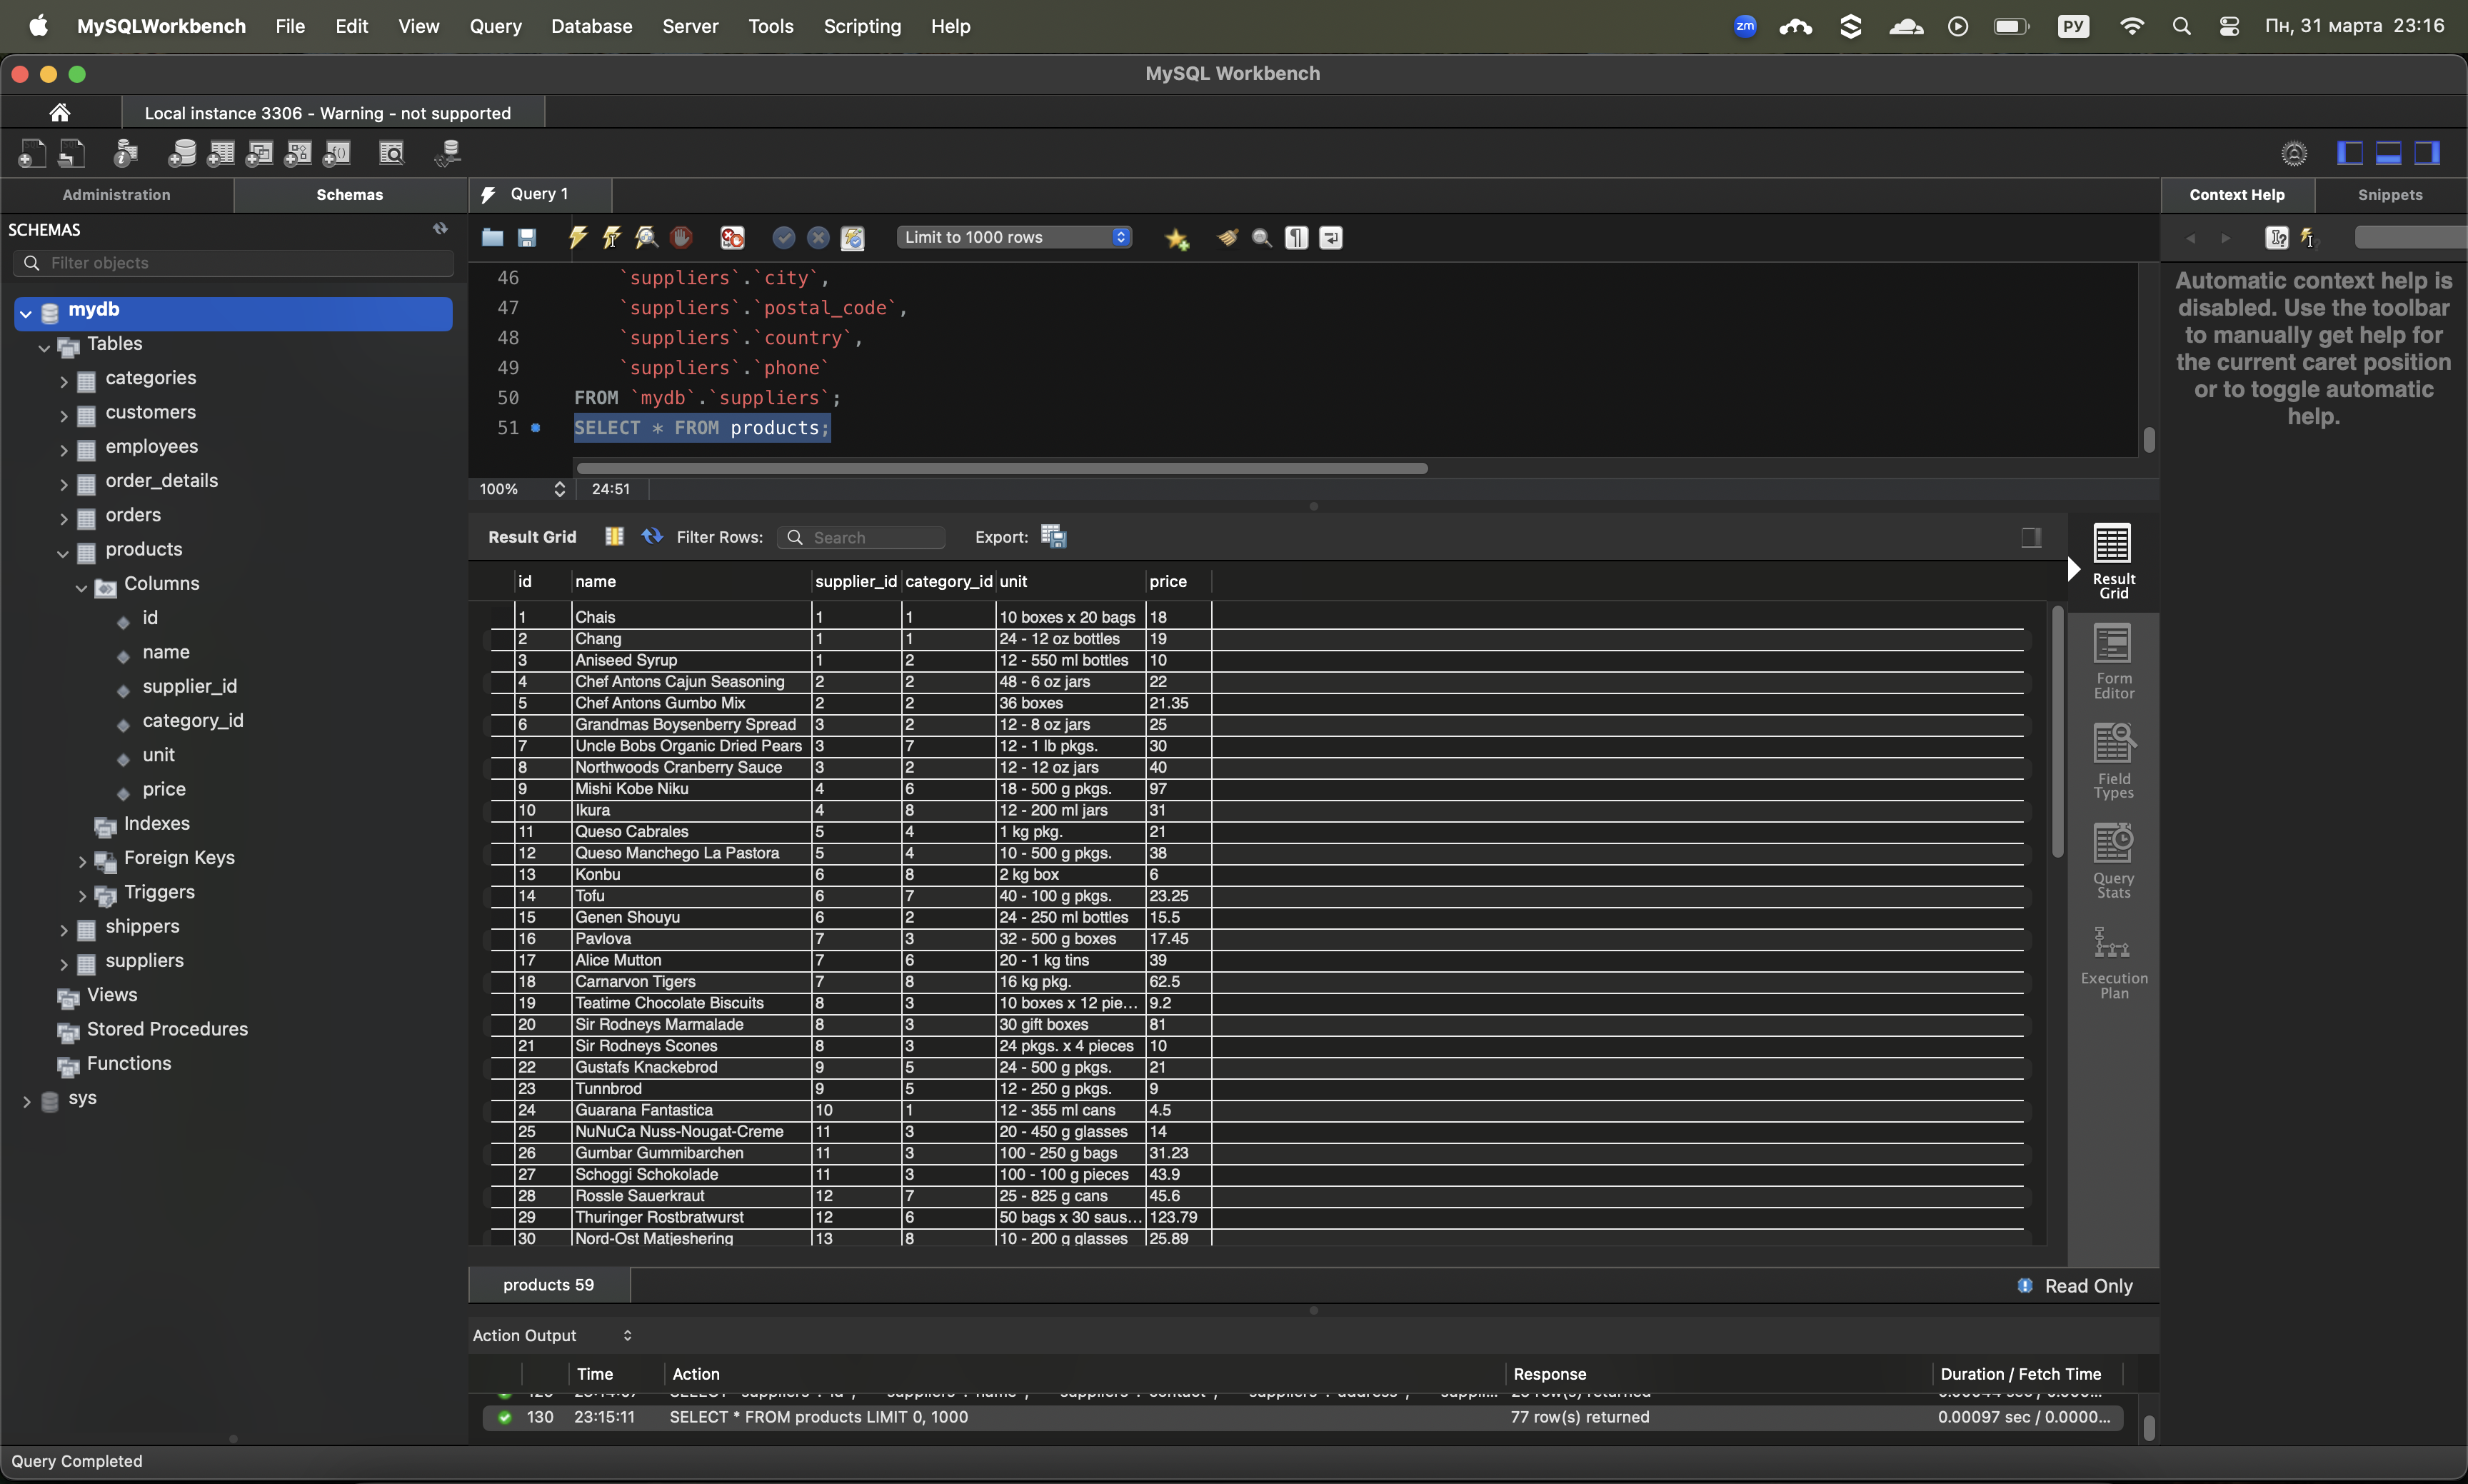 MySQLWorkbench File Edit View Query Database Server Tools Scripting Help zm РУ Пн, 31 марта 23:16
MySQL Workbench
Local instance 3306 - Warning - not supported
Administration Schemas Query 1 Context Help Snippets
SCHEMAS
Filter objects
Limit to 1000 rows
mydb
Tables
categories
customers
employees
order_details
orders
products
Columns
id
name
supplier_id
category_id
unit
price
Indexes
Foreign Keys
Triggers
shippers
suppliers
Views
Stored Procedures
Functions
sys
46 `suppliers`.`city`,
47 `suppliers`.`postal_code`,
48 `suppliers`.`country`,
49 `suppliers`.`phone`
50 FROM `mydb`.`suppliers`;
51 SELECT * FROM products;
100% 24:51
Automatic context help is
disabled. Use the toolbar
to manually get help for
the current caret position
or to toggle automatic
help.
Result Grid Filter Rows: Search Export:
id name supplier_id category_id unit price
1 Chais 1 1 10 boxes x 20 bags 18
2 Chang 1 1 24 - 12 oz bottles 19
3 Aniseed Syrup 1 2 12 - 550 ml bottles 10
4 Chef Antons Cajun Seasoning 2 2 48 - 6 oz jars 22
5 Chef Antons Gumbo Mix 2 2 36 boxes 21.35
6 Grandmas Boysenberry Spread 3 2 12 - 8 oz jars 25
7 Uncle Bobs Organic Dried Pears 3 7 12 - 1 lb pkgs. 30
8 Northwoods Cranberry Sauce 3 2 12 - 12 oz jars 40
9 Mishi Kobe Niku 4 6 18 - 500 g pkgs. 97
10 Ikura 4 8 12 - 200 ml jars 31
11 Queso Cabrales 5 4 1 kg pkg. 21
12 Queso Manchego La Pastora 5 4 10 - 500 g pkgs. 38
13 Konbu 6 8 2 kg box 6
14 Tofu 6 7 40 - 100 g pkgs. 23.25
15 Genen Shouyu 6 2 24 - 250 ml bottles 15.5
16 Pavlova 7 3 32 - 500 g boxes 17.45
17 Alice Mutton 7 6 20 - 1 kg tins 39
18 Carnarvon Tigers 7 8 16 kg pkg. 62.5
19 Teatime Chocolate Biscuits 8 3 10 boxes x 12 pie... 9.2
20 Sir Rodneys Marmalade 8 3 30 gift boxes 81
21 Sir Rodneys Scones 8 3 24 pkgs. x 4 pieces 10
22 Gustafs Knackebrod 9 5 24 - 500 g pkgs. 21
23 Tunnbrod 9 5 12 - 250 g pkgs. 9
24 Guarana Fantastica 10 1 12 - 355 ml cans 4.5
25 NuNuCa Nuss-Nougat-Creme 11 3 20 - 450 g glasses 14
26 Gumbar Gummibarchen 11 3 100 - 250 g bags 31.23
27 Schoggi Schokolade 11 3 100 - 100 g pieces 43.9
28 Rossle Sauerkraut 12 7 25 - 825 g cans 45.6
29 Thuringer Rostbratwurst 12 6 50 bags x 30 saus... 123.79
30 Nord-Ost Matjeshering 13 8 10 - 200 g glasses 25.89
Result
Grid
Form
Editor
Field
Types
Query
Stats
Execution
Plan
products 59 Read Only
Action Output
Time Action Response Duration / Fetch Time
130 23:15:11 SELECT * FROM products LIMIT 0, 1000 77 row(s) returned 0.00097 sec / 0.0000...
Query Completed